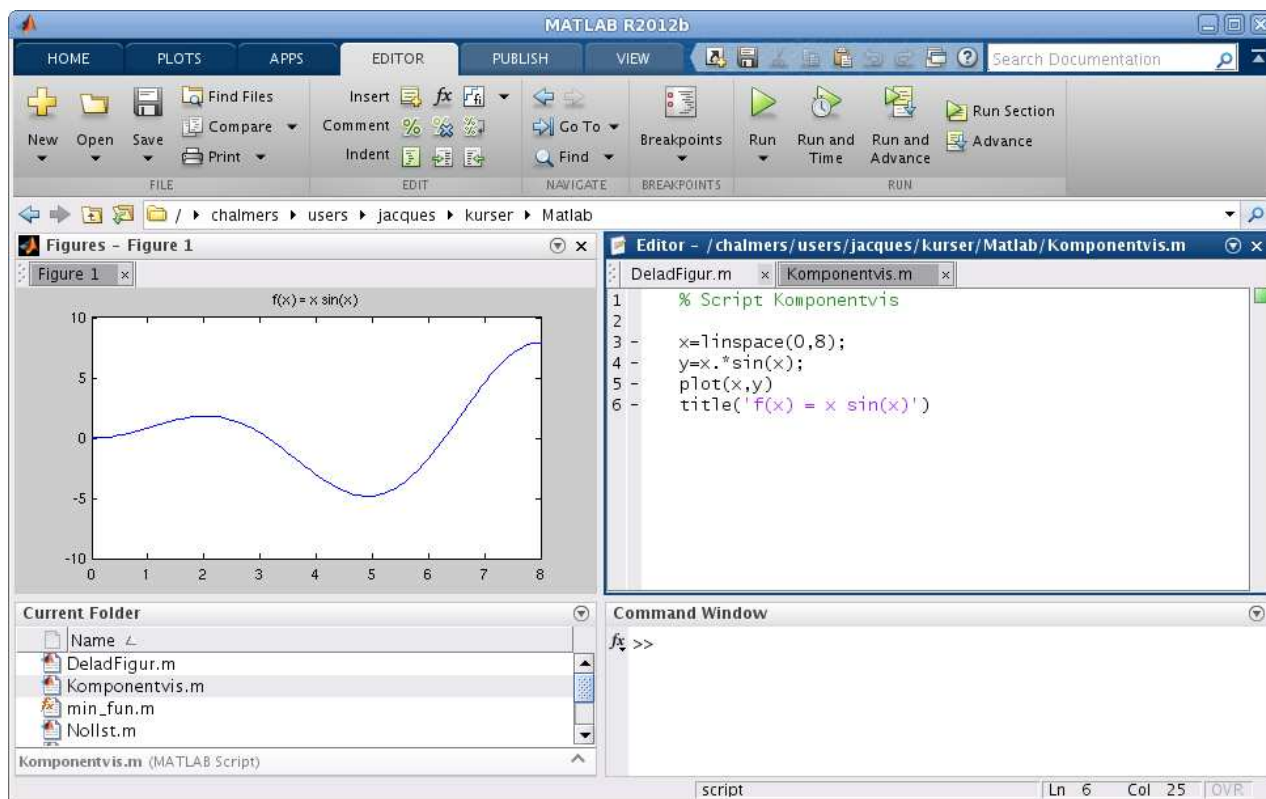 MATLAB R2012b
HOME PLOTS APPS EDITOR PUBLISH VIEW Search Documentation
New Open Save Find Files Compare Print
FILE
Insert fx fi
Comment % %
Indent
EDIT
Go To
Find
NAVIGATE
Breakpoints
BREAKPOINTS
Run Run and Time Run and Advance Run Section Advance
RUN
/ chalmers users jacques kurser Matlab
Figures - Figure 1
Figure 1
f(x) = x sin(x)
10
5
0
-5
-10
0 1 2 3 4 5 6 7 8
Editor - /chalmers/users/jacques/kurser/Matlab/Komponentvis.m
DeladFigur.m Komponentvis.m
1 % Script Komponentvis
2
3 - x=linspace(0,8);
4 - y=x.*sin(x);
5 - plot(x,y)
6 - title('f(x) = x sin(x)')
Current Folder
Name
DeladFigur.m
Komponentvis.m
min_fun.m
Nollst.m
Komponentvis.m (MATLAB Script)
Command Window
fx >>
script Ln 6 Col 25 OVR